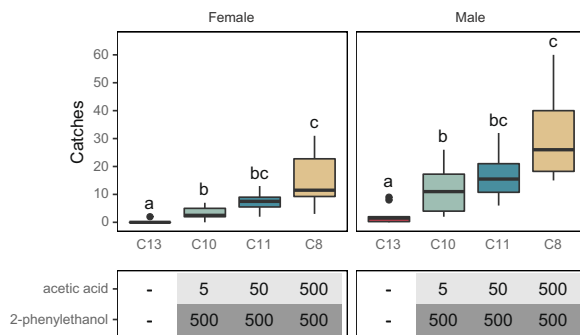 Female Male
Catches
60
50
40
30
20
10
0
a b bc c
a b bc c
C13 C10 C11 C8 C13 C10 C11 C8
acetic acid - 5 50 500 - 5 50 500
2-phenylethanol - 500 500 500 - 500 500 500